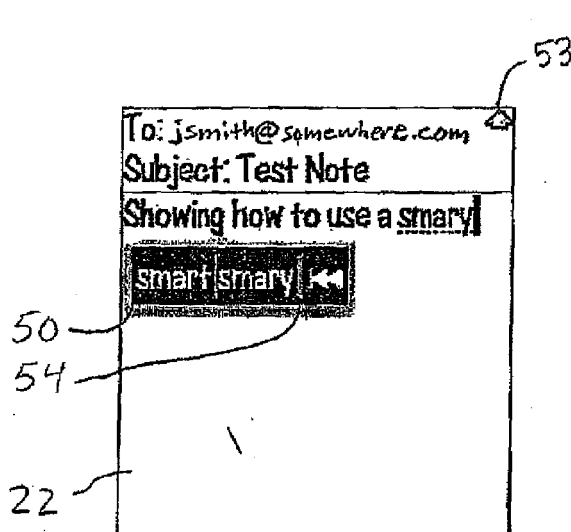 53
To: jsmith@somewhere.com
Subject: Test Note
Showing how to use a smary
smart smary
50
54
22